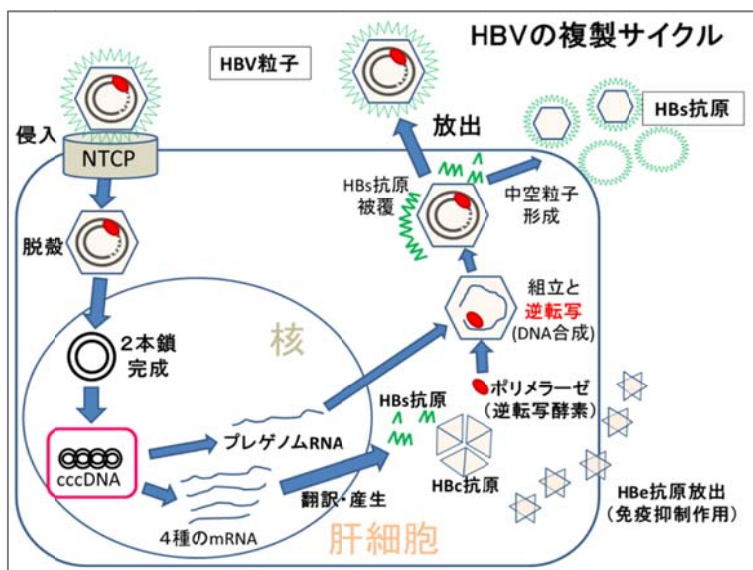 HBVの複製サイクル
HBV粒子
HBs抗原
侵入
NTCP
放出
HBs抗原
被覆
中空粒子
形成
脱殻
組立と
逆転写
(DNA合成)
核
2本鎖
完成
ポリメラーゼ
(逆転写酵素)
HBs抗原
プレゲノムRNA
cccDNA
HBc抗原
HBe抗原放出
(免疫抑制作用)
翻訳・産生
4種のmRNA
肝細胞